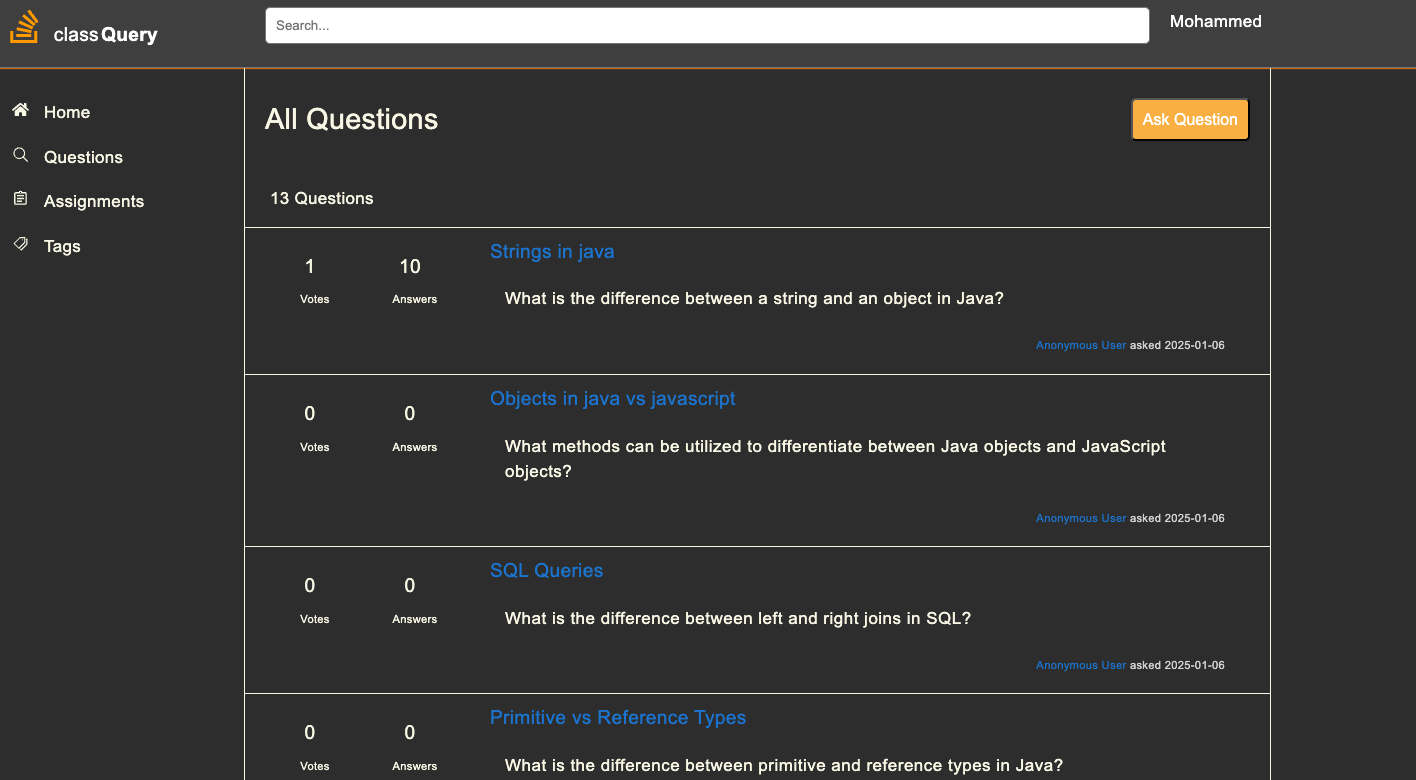 classQuery
Search...
Mohammed
Home
Questions
Assignments
Tags
All Questions
Ask Question
13 Questions
1
Votes
10
Answers
Strings in java
What is the difference between a string and an object in Java?
Anonymous User asked 2025-01-06
0
Votes
0
Answers
Objects in java vs javascript
What methods can be utilized to differentiate between Java objects and JavaScript
objects?
Anonymous User asked 2025-01-06
0
Votes
0
Answers
SQL Queries
What is the difference between left and right joins in SQL?
Anonymous User asked 2025-01-06
0
Votes
0
Answers
Primitive vs Reference Types
What is the difference between primitive and reference types in Java?